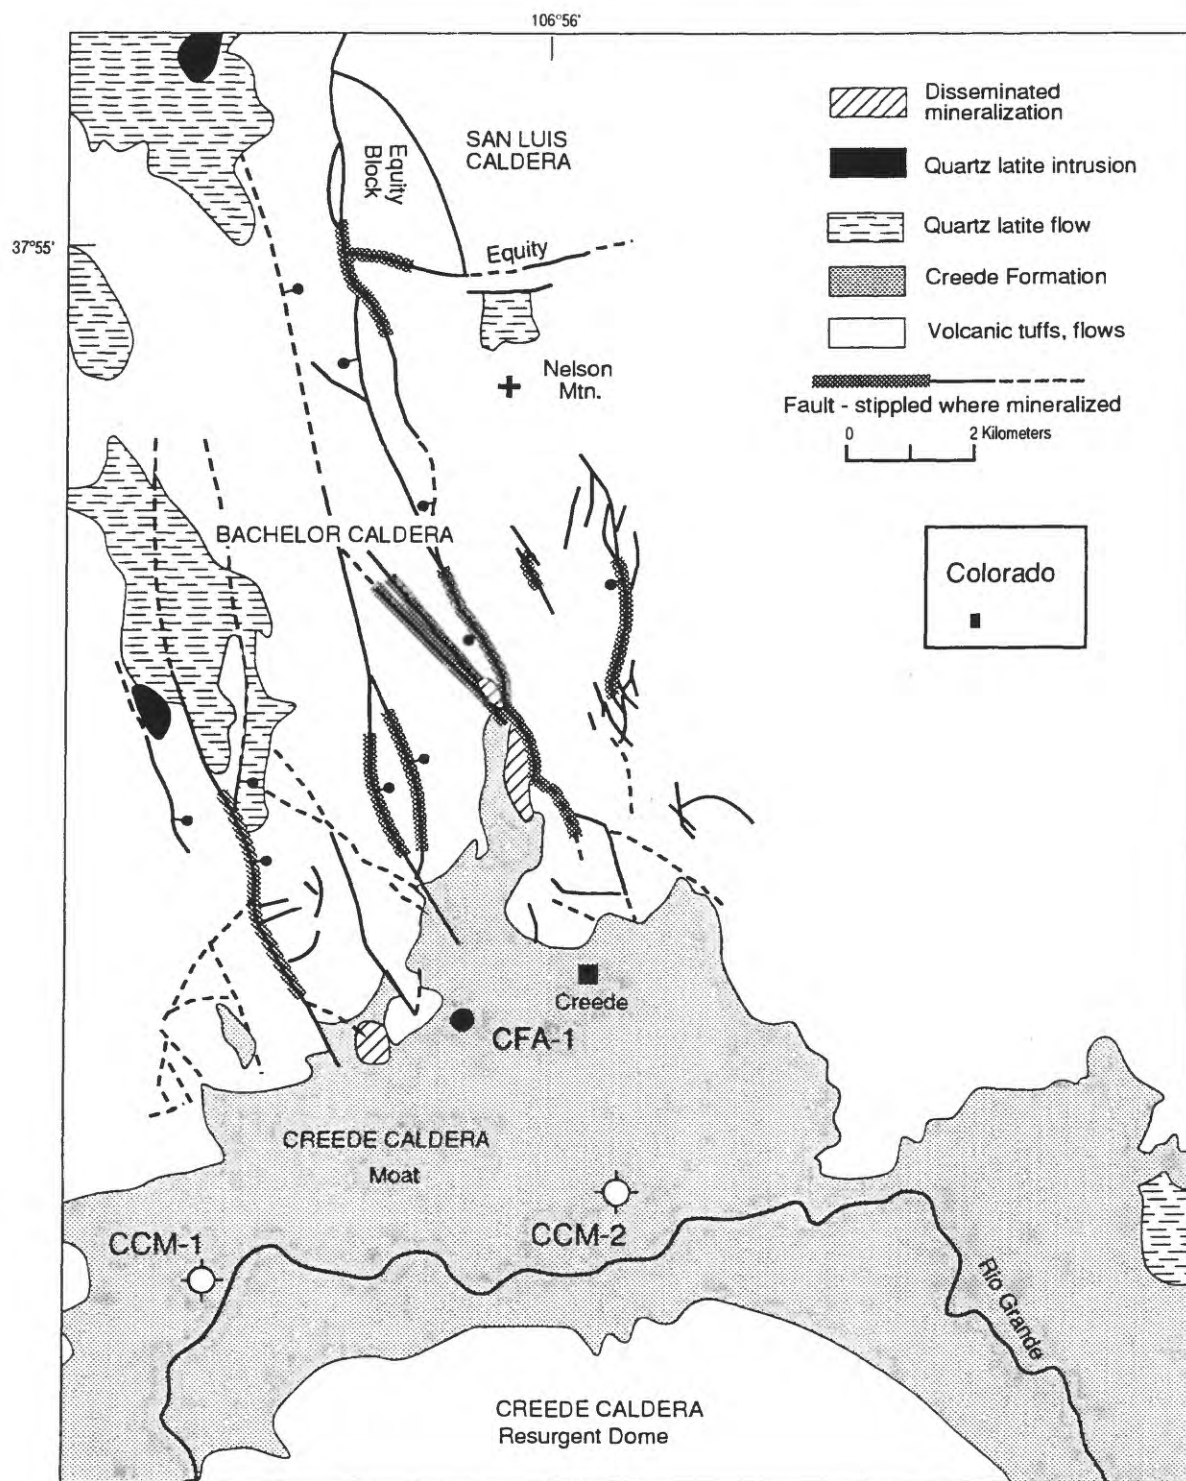 106°56'
Disseminated
mineralization
Quartz latite intrusion
Quartz latite flow
Creede Formation
Volcanic tuffs, flows
Fault - stippled where mineralized
0 2 Kilometers
SAN LUIS
CALDERA
Equity
Block
37°55'
Equity
Nelson
Mtn.
BACHELOR CALDERA
Colorado
Creede
CFA-1
CREEDE CALDERA
Moat
CCM-2
CCM-1
Rio Grande
CREEDE CALDERA
Resurgent Dome